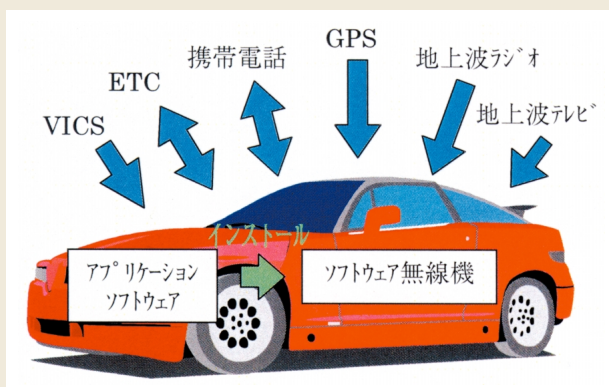 GPS
携帯電話
地上波ﾗｼﾞｵ
ETC
地上波ﾃﾚﾋﾞ
VICS
インストール
ｱﾌﾟﾘｹｰｼｮﾝ
ｿﾌﾄｳｪｱ
ｿﾌﾄｳｪｱ無線機